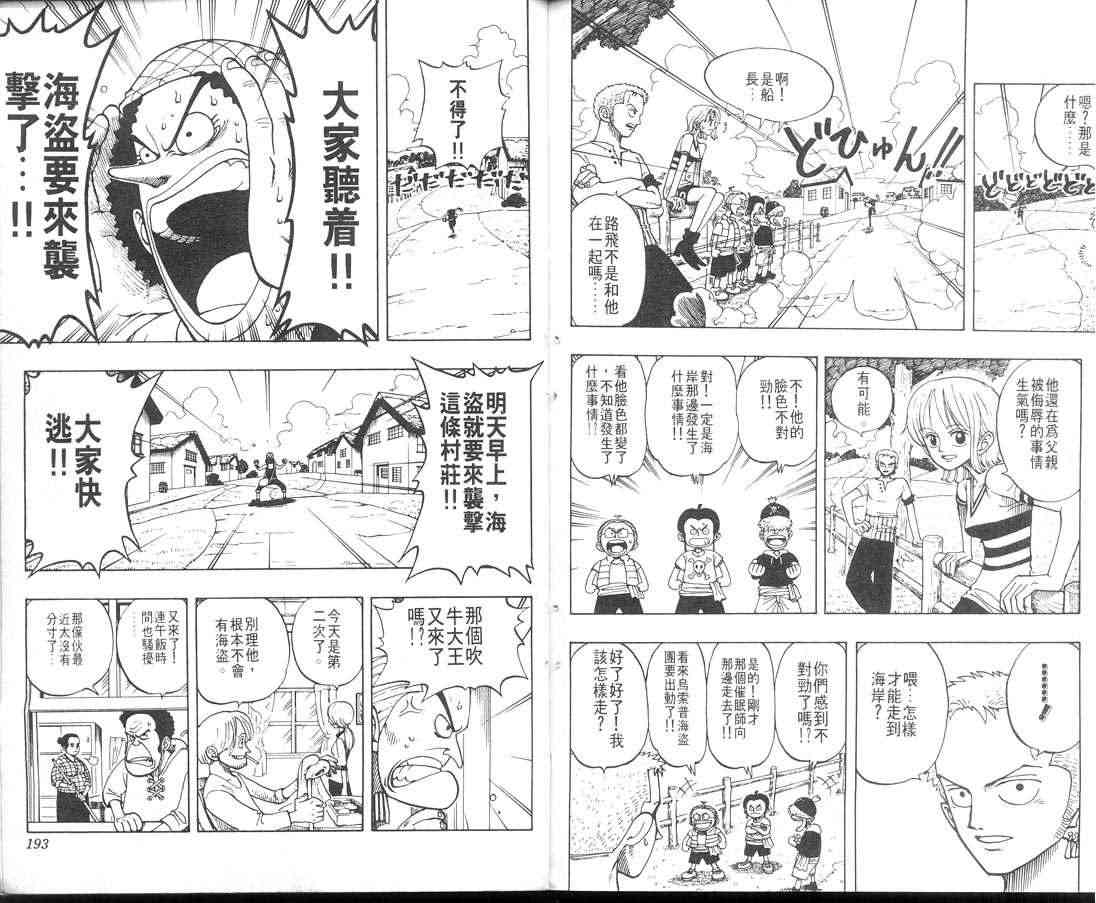 嗯?那是
什麼……
どどどどどど
啊!
是船
長…
どひゅん!!
路飛不是和他
在一起嗎……
他還在爲父親
被侮辱的事情
生氣嗎?
有可能。
不!他的
臉色不對
勁!!
對!一定是海
岸那邊發生了
什麼事情!!
看他臉色都變了
,不知道發生了
什麼事情!?
……!
喂…怎樣
才能走到
海岸?
你們感到不
對勁了嗎!?
是的!剛才
那個催眠師向
那邊走去了!!
看來烏索普海盜
團要出動了!!
好了好了!我
該怎樣走?
不得了!!
だだだだだ
大家聽着!!
海盜要來襲
擊了…!!
明天早上,海
盜就要來襲擊
這條村莊!!
大家快
逃!!
那個吹
牛大王
又來了
嗎!?
今天是第
二次了。
別理他,
根本不會
有海盜。
又來了!
連午飯時
間也騷擾
……
那傢伙最
近太沒有
分寸了…
193